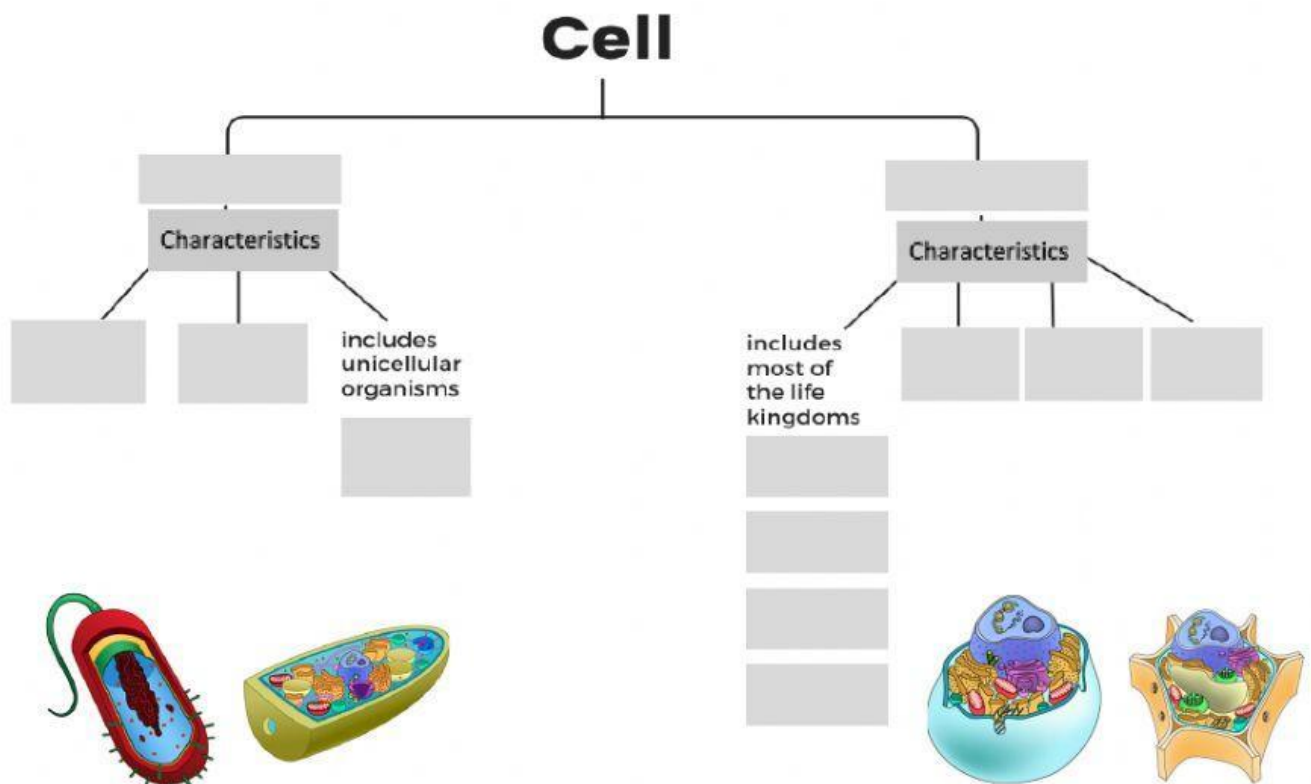 Cell
Characteristics
includes
unicellular
organisms
Characteristics
includes
most of
the life
kingdoms